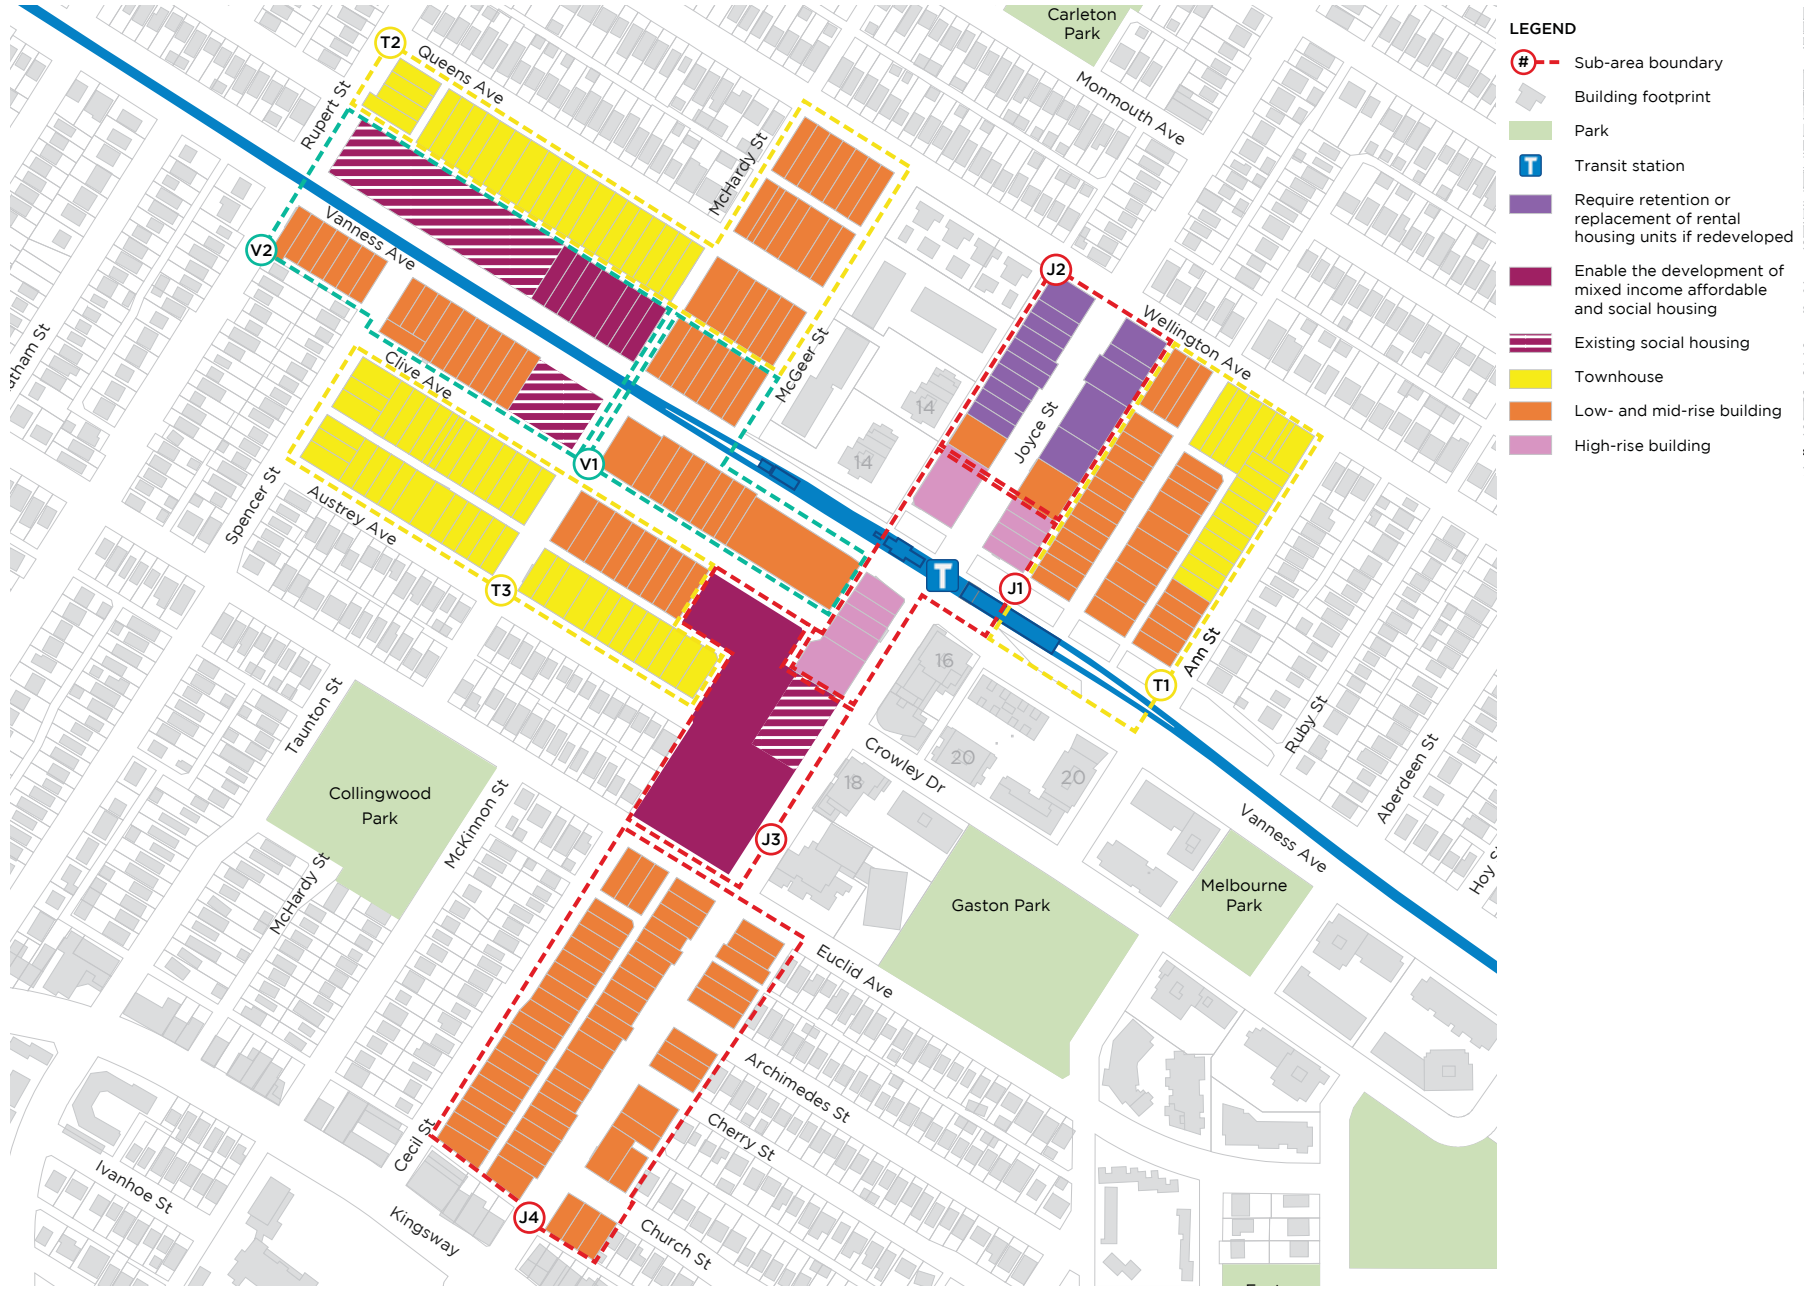 Carleton
Park
T2
Queens Ave
Monmouth Ave
Rupert St
McHardy St
V2
Vanness Ave
J2
Wellington Ave
McGeer St
Clive Ave
14
Joyce St
14
V1
Spencer St
Austrey Ave
T
J1
T3
Ann St
16
T1
Taunton St
Ruby St
Crowley Dr
20
20
18
Aberdeen St
Collingwood
Park
McKinnon St
J3
Vanness Ave
McHardy St
Melbourne
Park
Gaston Park
Euclid Ave
Archimedes St
Cherry St
Cecil St
Ivanhoe St
Kingsway
J4
Church St
LEGEND
# Sub-area boundary
Building footprint
Park
T Transit station
Require retention or
replacement of rental
housing units if redeveloped
Enable the development of
mixed income affordable
and social housing
Existing social housing
Townhouse
Low- and mid-rise building
High-rise building